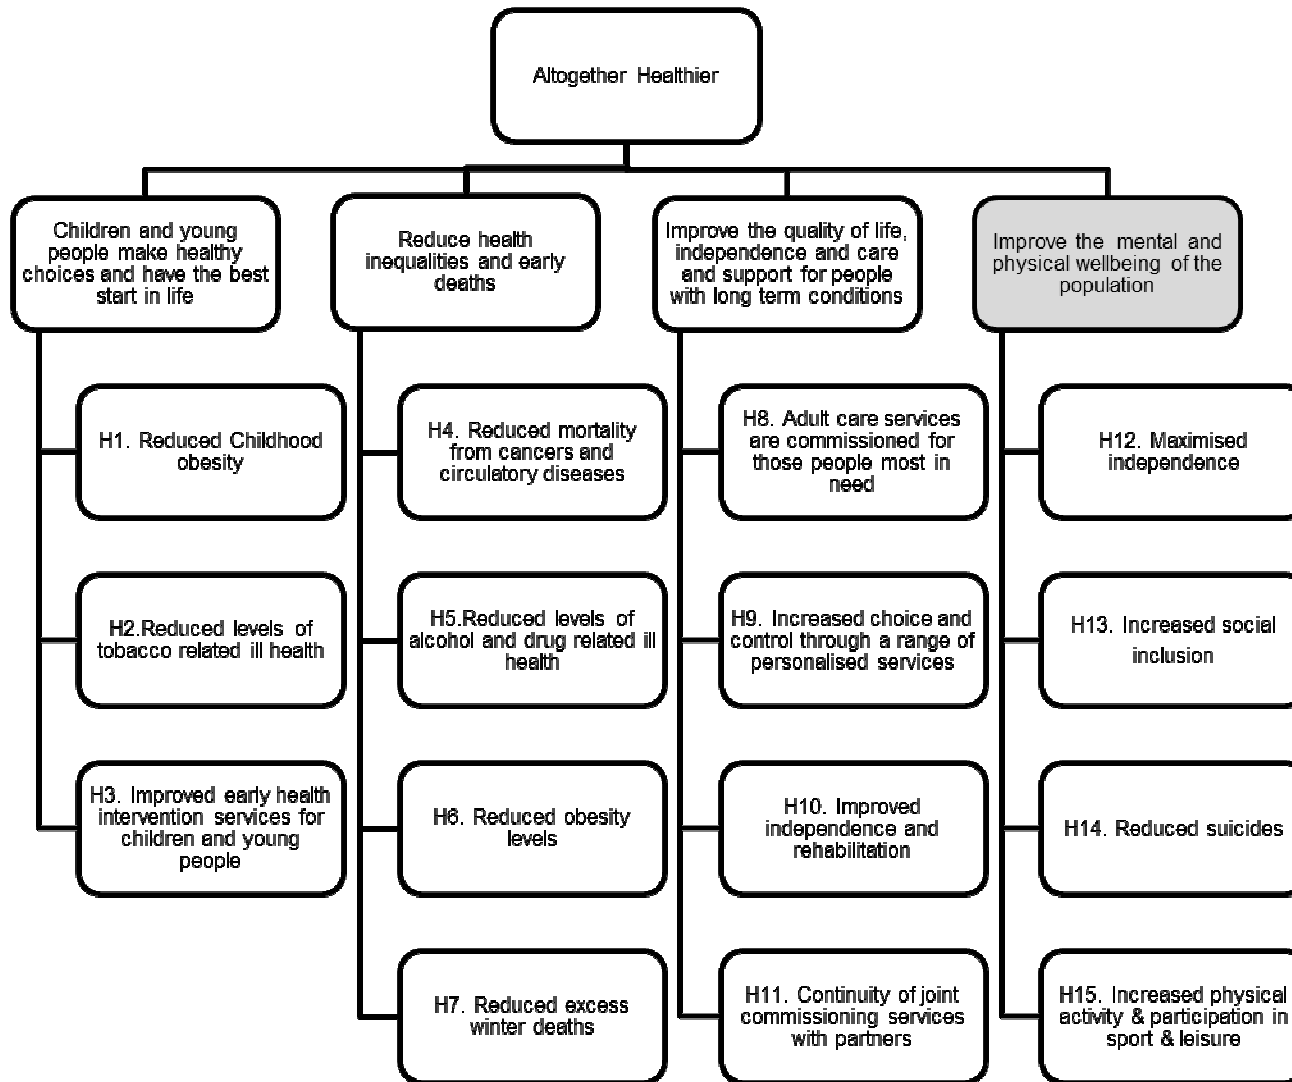 Altogether Healthier
Children and young
people make healthy
choices and have the best
start in life
Reduce health
inequalities and early
deaths
Improve the quality of life,
independence and care
and support for people
with long term conditions
Improve the mental and
physical wellbeing of the
population
H1. Reduced Childhood
obesity
H2.Reduced levels of
tobacco related ill health
H3. Improved early health
intervention services for
children and young
people
H4. Reduced mortality
from cancers and
circulatory diseases
H5.Reduced levels of
alcohol and drug related ill
health
H6. Reduced obesity
levels
H7. Reduced excess
winter deaths
H8. Adult care services
are commissioned for
those people most in
need
H9. Increased choice and
control through a range of
personalised services
H10. Improved
independence and
rehabilitation
H11. Continuity of joint
commissioning services
with partners
H12. Maximised
independence
H13. Increased social
inclusion
H14. Reduced suicides
H15. Increased physical
activity & participation in
sport & leisure